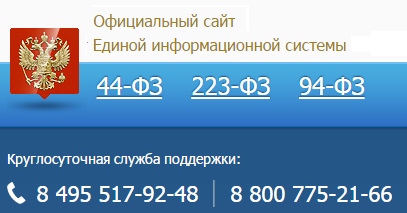 Официальный сайт
Единой информационной системы
44-ФЗ 223-ФЗ 94-ФЗ
Круглосуточная служба поддержки:
8 495 517-92-48 8 800 775-21-66